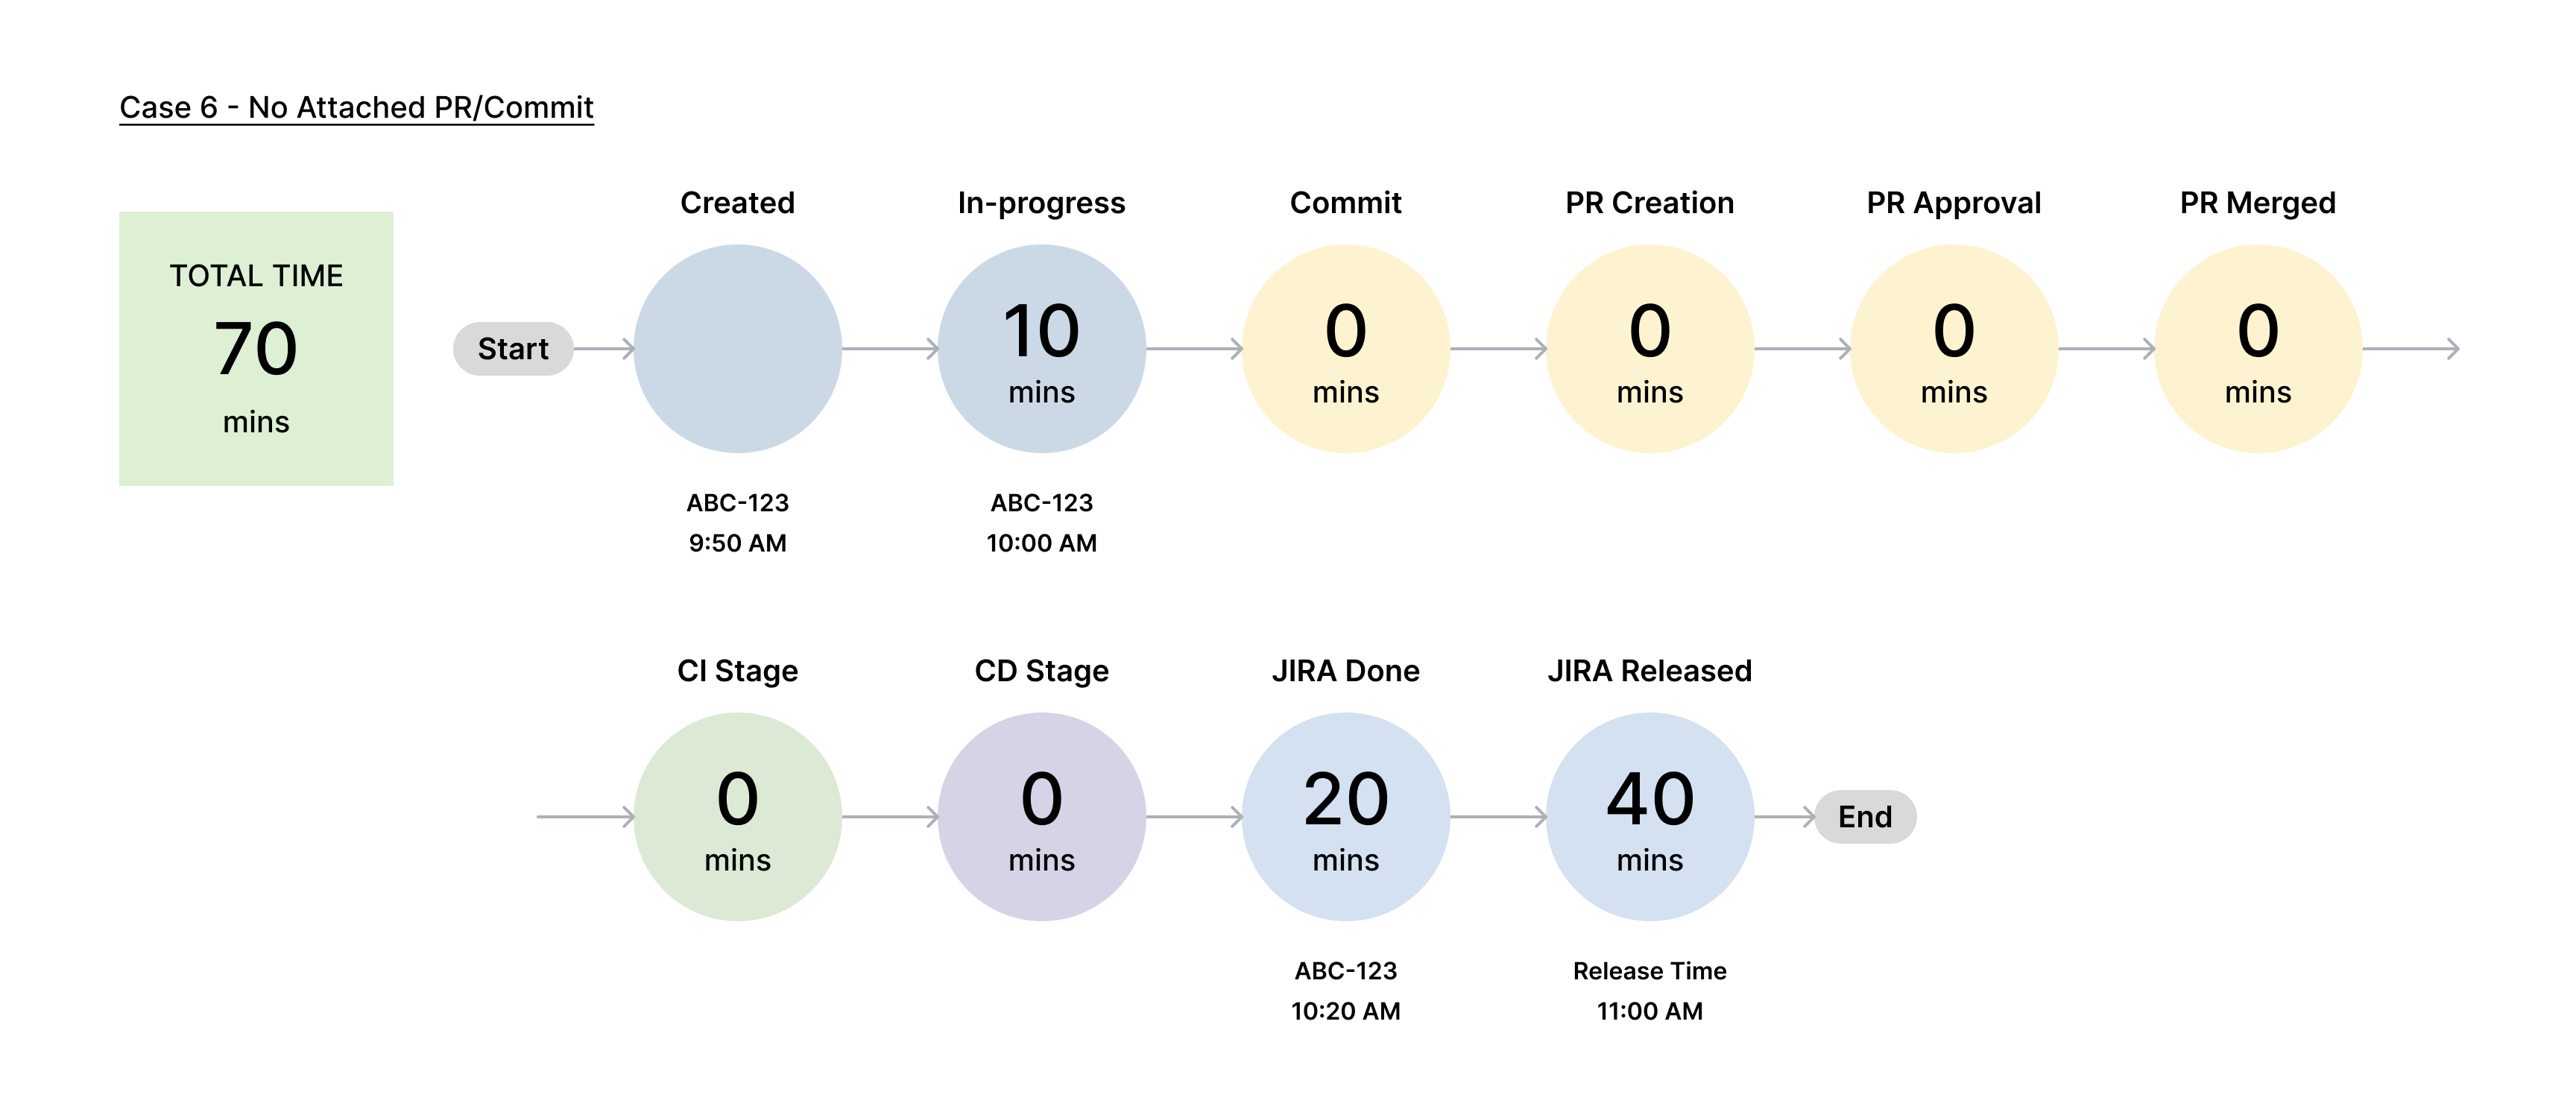 Case 6 - No Attached PR/Commit
TOTAL TIME
70
mins
Start
Created
ABC-123
9:50 AM
In-progress
10
mins
ABC-123
10:00 AM
Commit
0
mins
PR Creation
0
mins
PR Approval
0
mins
PR Merged
0
mins
CI Stage
0
mins
CD Stage
0
mins
JIRA Done
20
mins
ABC-123
10:20 AM
JIRA Released
40
mins
Release Time
11:00 AM
End